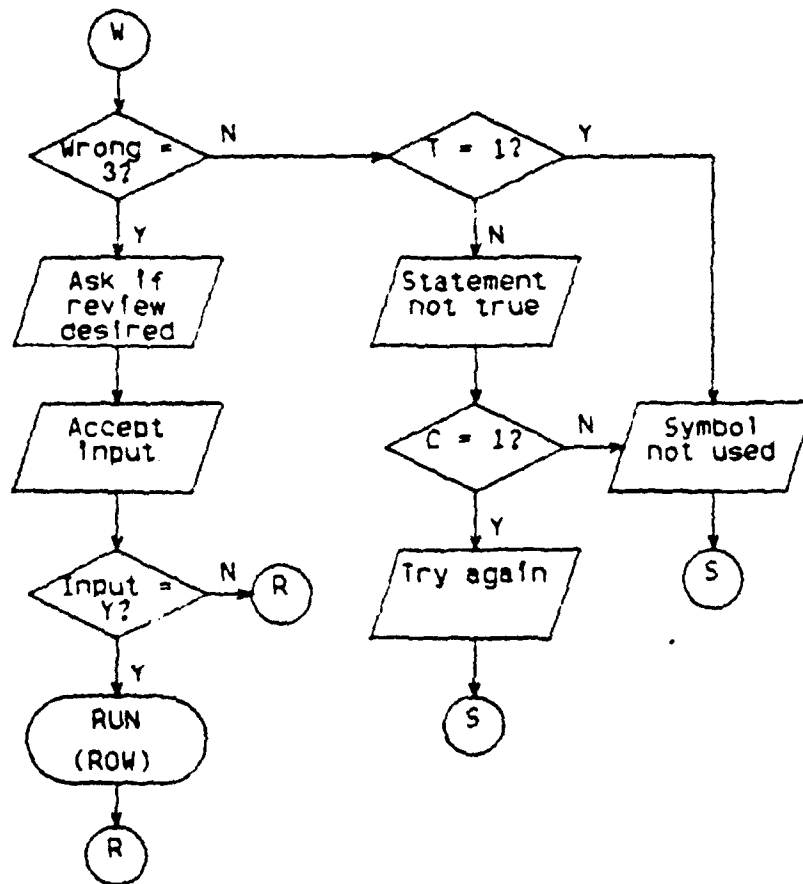 W
Wrong =
3?
N
T = 1?
Y
Y
N
Ask if
review
desired
Statement
not true
Accept
Input
C = 1?
N
Symbol
not used
Y
Input =
Y?
N
R
Try again
S
Y
RUN
(ROW)
S
R